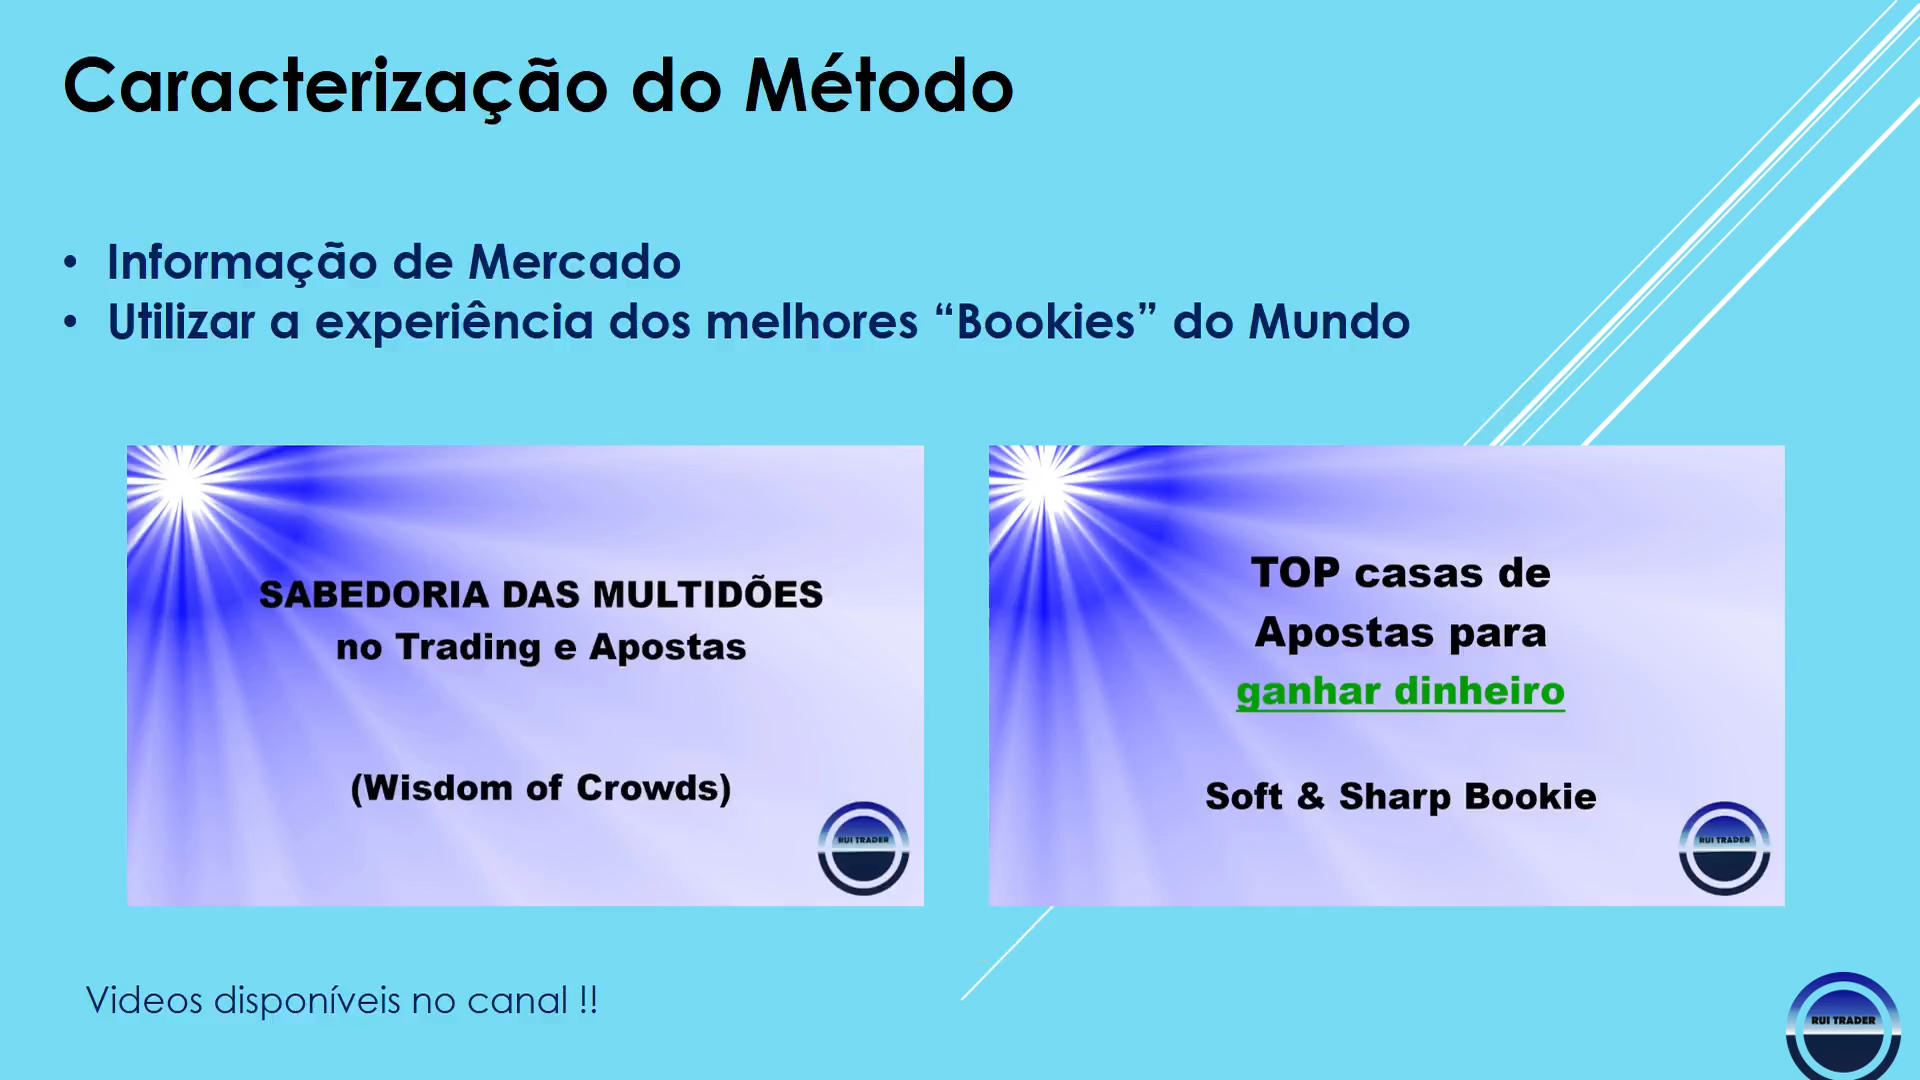 Caracterização do Método
• Informação de Mercado
• Utilizar a experiência dos melhores “Bookies” do Mundo
SABEDORIA DAS MULTIDÕES
no Trading e Apostas
(Wisdom of Crowds)
RUI TRADER
TOP casas de
Apostas para
ganhar dinheiro
Soft & Sharp Bookie
RUI TRADER
Videos disponíveis no canal !!
RUI TRADER